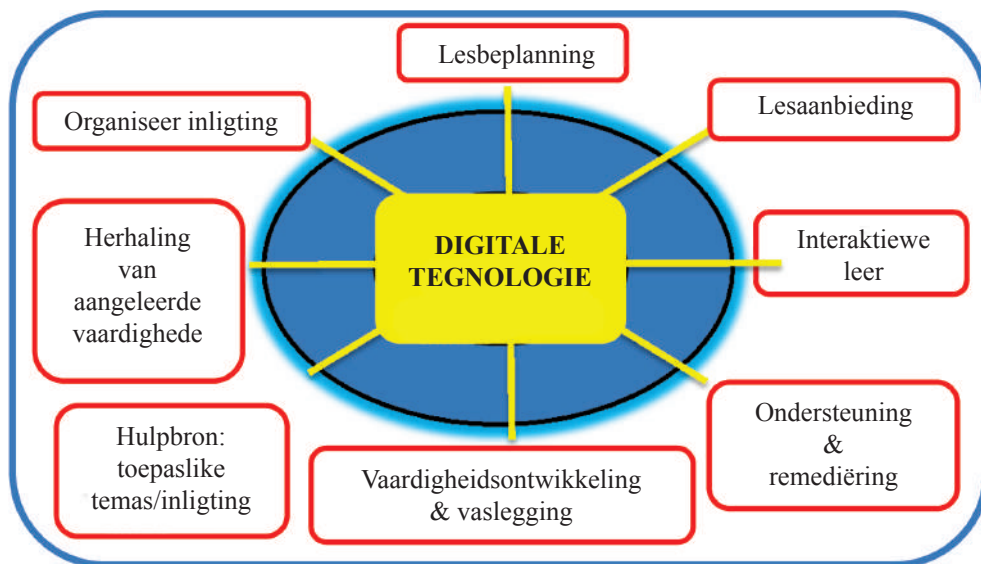 Lesbeplanning
Organiseer inligting
Lesaanbieding
Herhaling
van
aangeleerde
vaardighede
DIGITALE
TEGNOLOGIE
Interaktiewe
leer
Hulpbron:
toepaslike
temas/inligting
Vaardigheidsontwikkeling
& vaslegging
Ondersteuning
&
remediëring